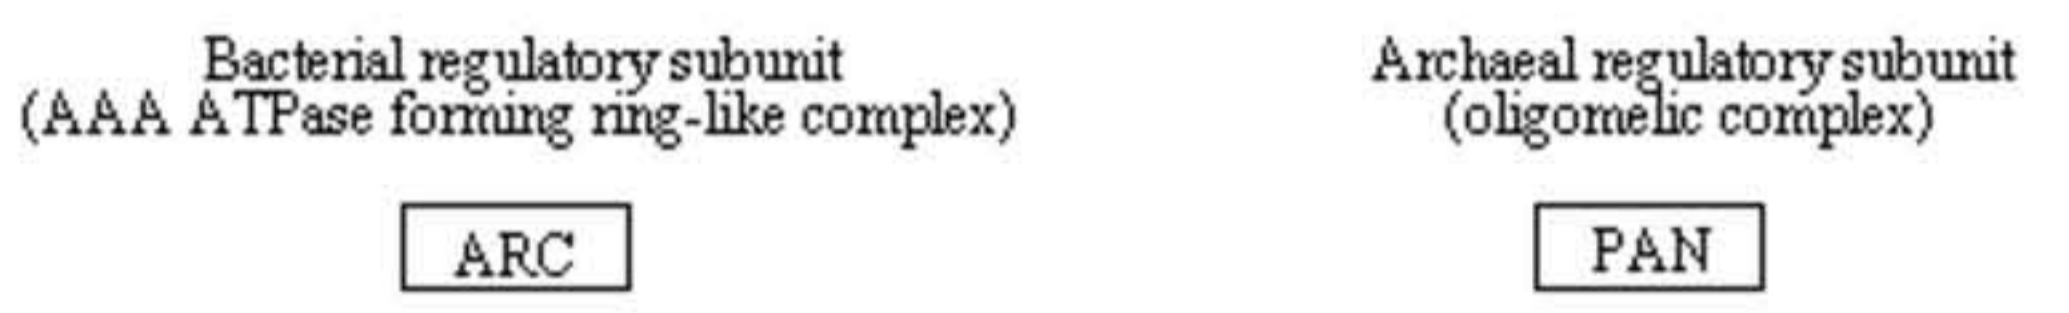 Bacterial regulatory subunit
(AAA ATPase forming ring-like complex)
ARC
Archaeal regulatory subunit
(oligomelic complex)
PAN